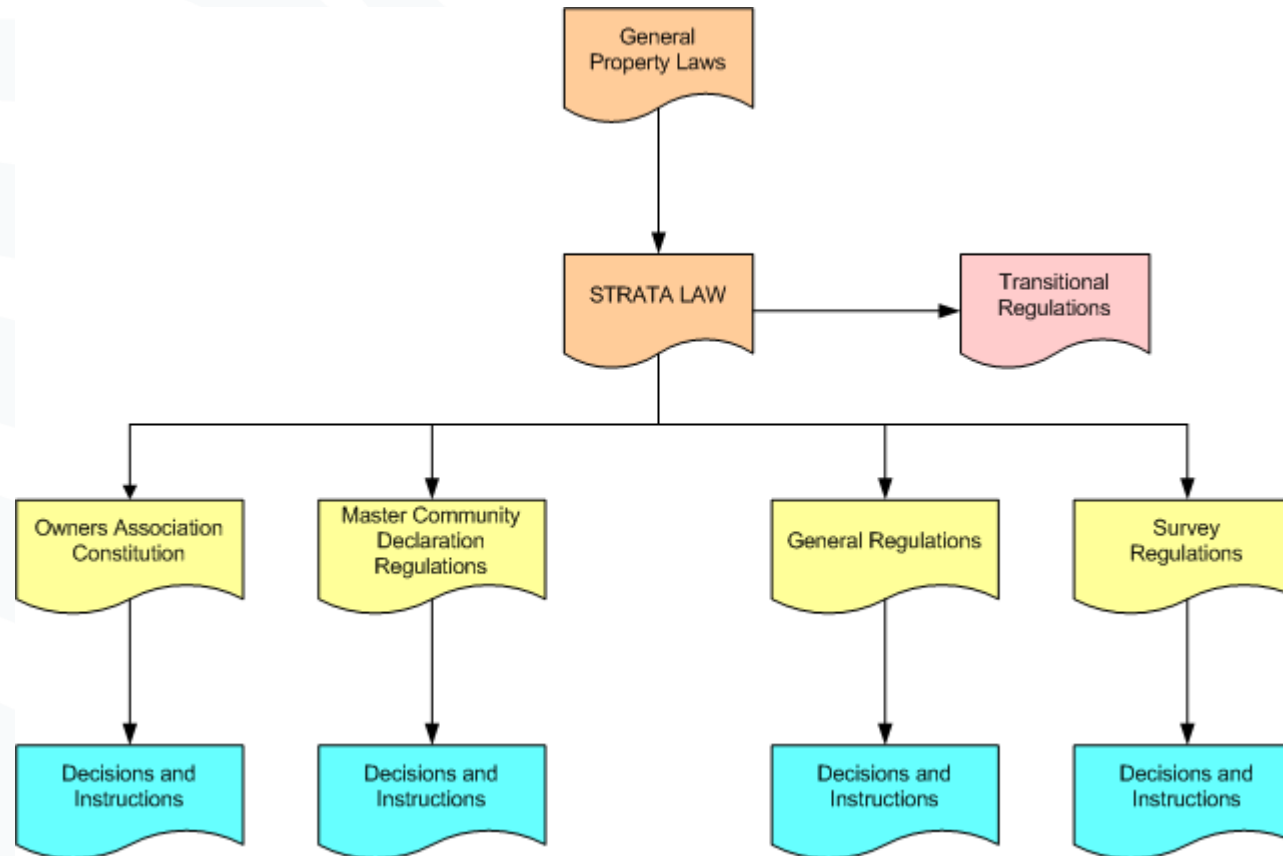 General
Property Laws
STRATA LAW
Transitional
Regulations
Owners Association
Constitution
Master Community
Declaration
Regulations
General Regulations
Survey
Regulations
Decisions and
Instructions
Decisions and
Instructions
Decisions and
Instructions
Decisions and
Instructions